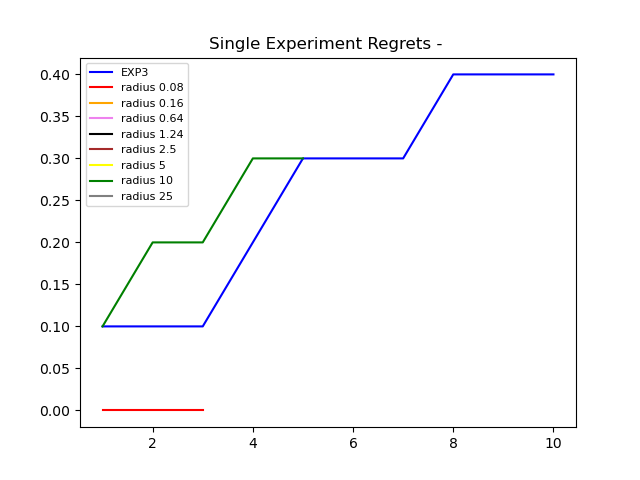 Single Experiment Regrets -
EXP3
radius 0.08
radius 0.16
radius 0.64
radius 1.24
radius 2.5
radius 5
radius 10
radius 25
0.40
0.35
0.30
0.25
0.20
0.15
0.10
0.05
0.00
2
4
6
8
10